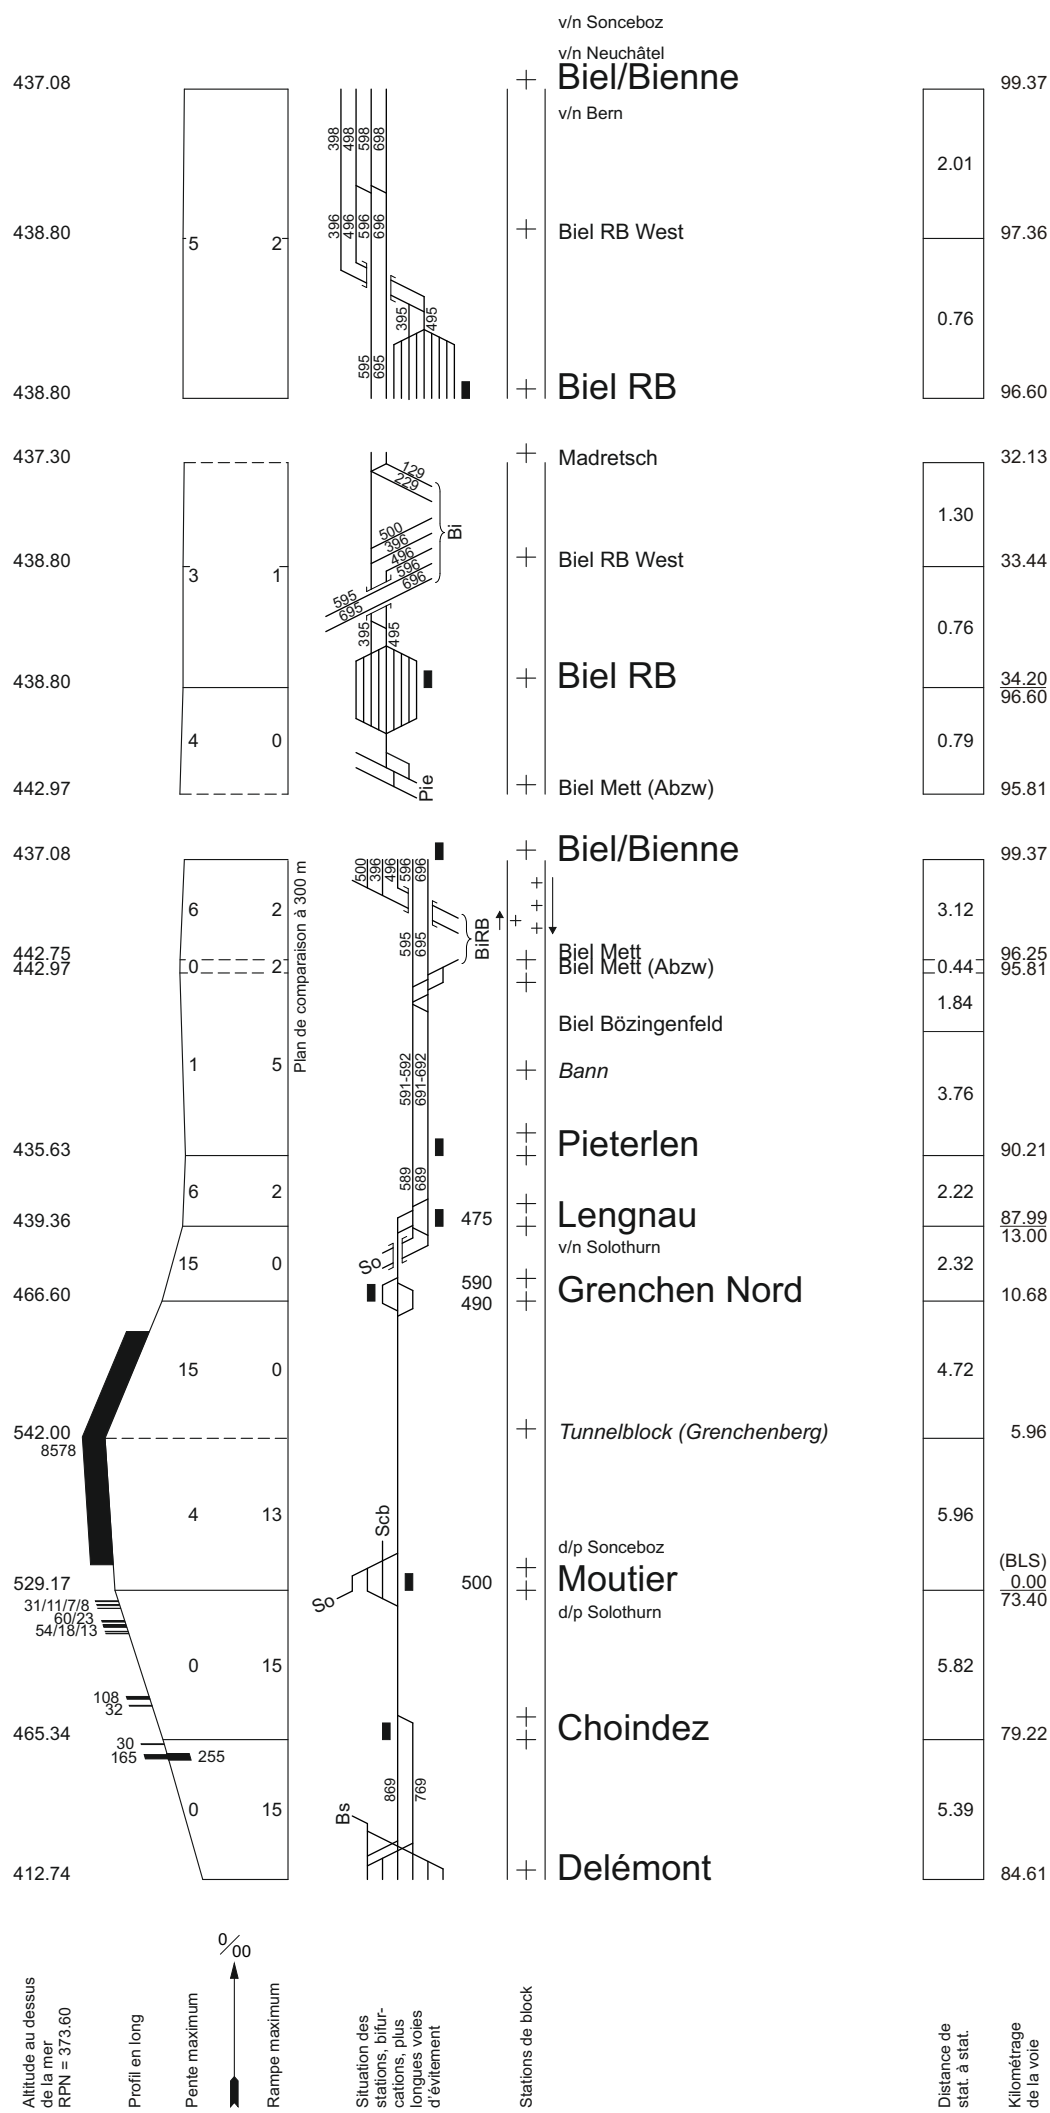 v/n Sonceboz
v/n Neuchâtel
437.08 Biel/Bienne 99.37
v/n Bern
398 498 598 698
2.01
396 496 596 696
438.80 5 2 Biel RB West 97.36
395 495
0.76
595 695
438.80 Biel RB 96.60
437.30 Madretsch 32.13
129
229
1.30
500
396
496
596
696
Bi
438.80 3 1 Biel RB West 33.44
595
695
395 495
0.76
438.80 Biel RB 34.20
96.60
4 0 0.79
Pie
442.97 Biel Mett (Abzw) 95.81
437.08 Biel/Bienne 99.37
500 396 496 596 696
6 2 3.12
595 695 BiRB
Plan de comparaison à 300 m
442.75 Biel Mett 96.25
442.97 0 2 Biel Mett (Abzw) 0.44 95.81
1.84
Biel Bözingenfeld
1 5 591-592 691-692 Bann 3.76
435.63 Pieterlen 90.21
6 2 589 689 2.22
439.36 475 Lengnau 87.99
13.00
v/n Solothurn
15 0 So 2.32
466.60 590 Grenchen Nord 10.68
490
15 0 4.72
542.00 Tunnelblock (Grenchenberg) 5.96
8578
4 13 Scb 5.96
d/p Sonceboz
(BLS)
529.17 500 Moutier 0.00
73.40
31/11/7/8 So d/p Solothurn
60/23
54/18/13
0 15 5.82
108
32
465.34 Choindez 79.22
30
165 255
869 769
0 15 Bs 5.39
412.74 Delémont 84.61
0/00
Altitude au dessus
de la mer
RPN = 373.60
Profil en long
Pente maximum
Rampe maximum
Situation des
stations, bifur-
cations, plus
longues voies
d'évitement
Stations de block
Distance de
stat. à stat.
Kilométrage
de la voie